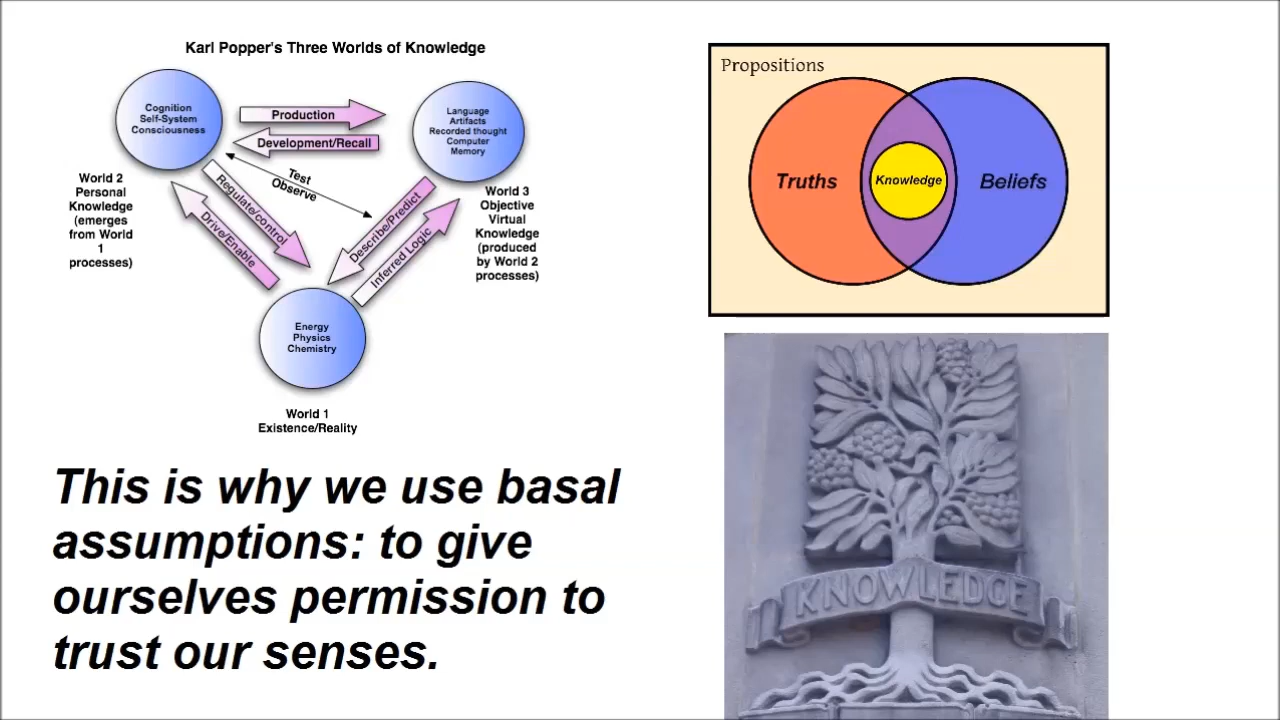 Karl Popper's Three Worlds of Knowledge
Cognition
Self-System
Consciousness
Production
Development/Recall
Language
Artifacts
Recorded thought
Computer
Memory
Test
Observe
World 2
Personal
Knowledge
(emerges
from World
1
processes)
Regulate/control
Drive/Enable
Describe/Predict
Inferred Logic
World 3
Objective
Virtual
Knowledge
(produced
by World 2
processes)
Energy
Physics
Chemistry
World 1
Existence/Reality
Propositions
Truths
Knowledge
Beliefs
KNOWLEDGE
This is why we use basal
assumptions: to give
ourselves permission to
trust our senses.